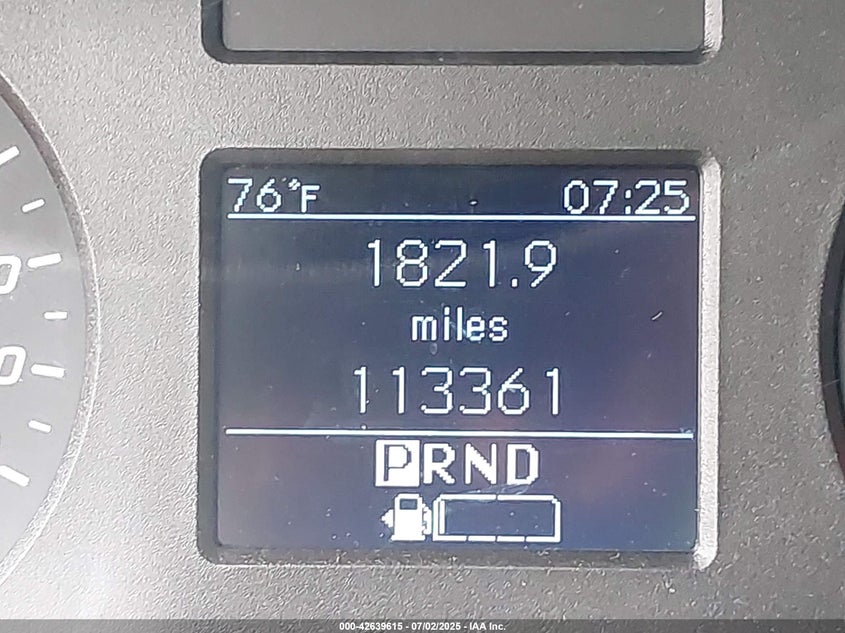 76°F 07:25
1821.9
miles
113361
PRND
000-42639615 - 07/02/2025 - IAA Inc.